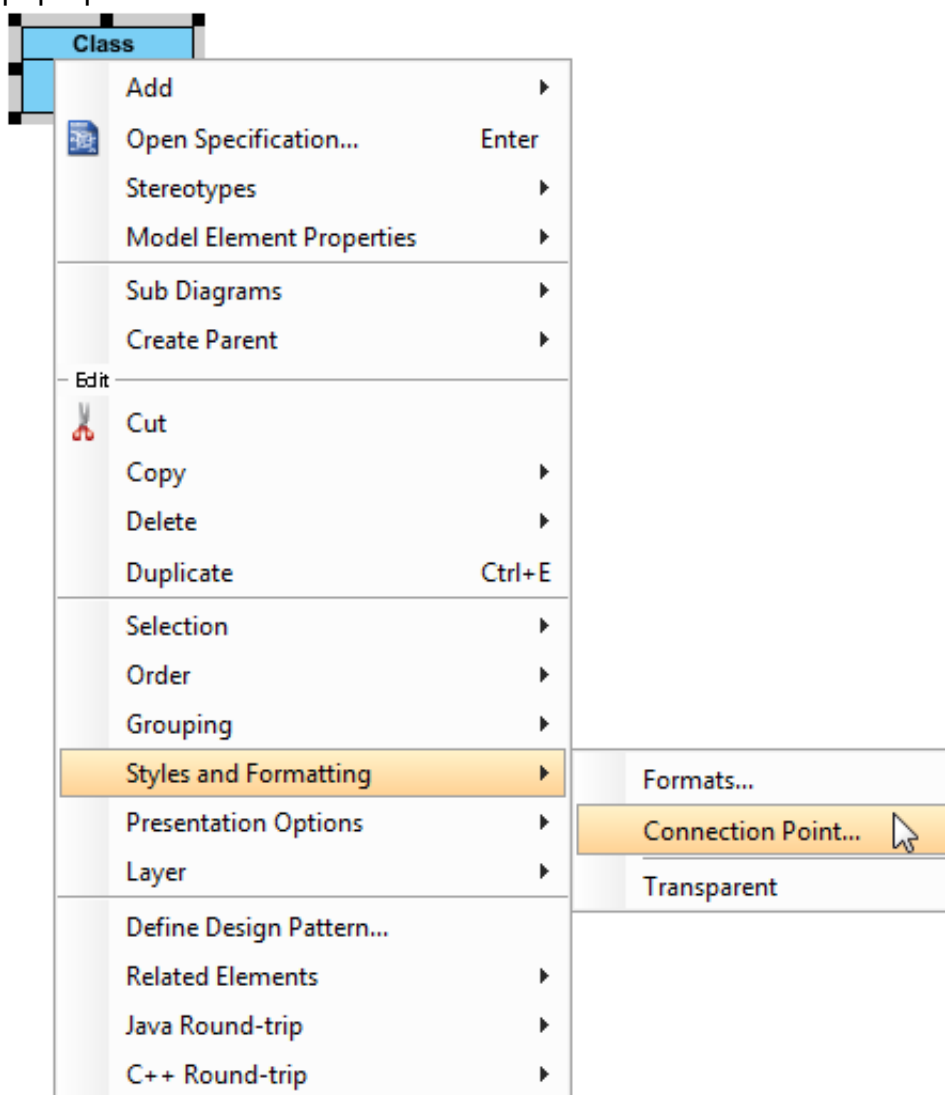 Class
Add
Open Specification... Enter
Stereotypes
Model Element Properties
Sub Diagrams
Create Parent
Edit
Cut
Copy
Delete
Duplicate Ctrl+E
Selection
Order
Grouping
Styles and Formatting
Presentation Options
Layer
Define Design Pattern...
Related Elements
Java Round-trip
C++ Round-trip
Formats...
Connection Point...
Transparent